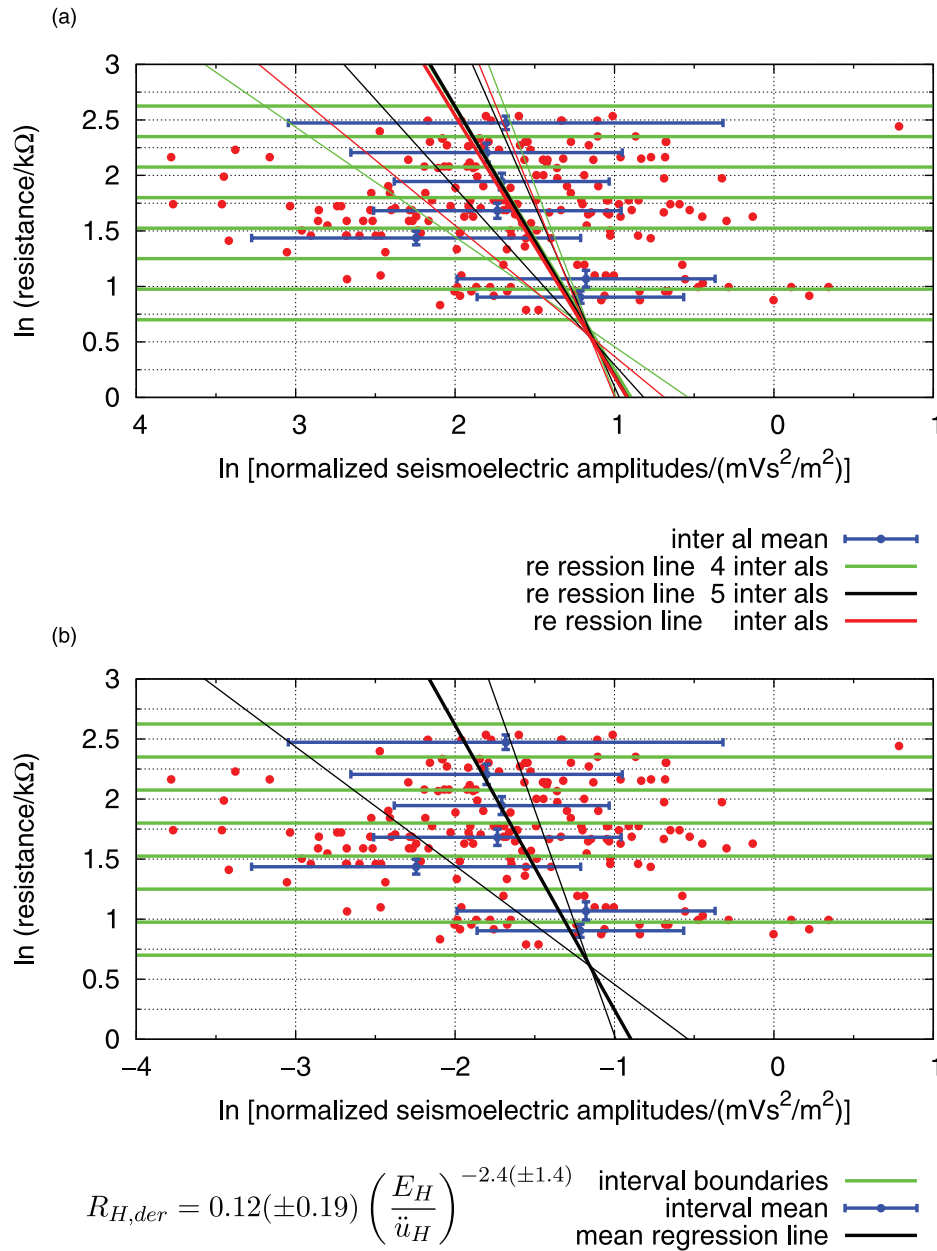 (a)
3
2.5
2
1.5
1
0.5
0
ln (resistance/kΩ)
4 3 2 1 0 1
ln [normalized seismoelectric amplitudes/(mVs²/m²)]
inter al mean
re ression line 4 inter als
re ression line 5 inter als
re ression line inter als
(b)
3
2.5
2
1.5
1
0.5
0
ln (resistance/kΩ)
−4 −3 −2 −1 0 1
ln [normalized seismoelectric amplitudes/(mVs²/m²)]
R_{H,der} = 0.12(±0.19) (E_H / ü_H)^{−2.4(±1.4)}
interval boundaries
interval mean
mean regression line